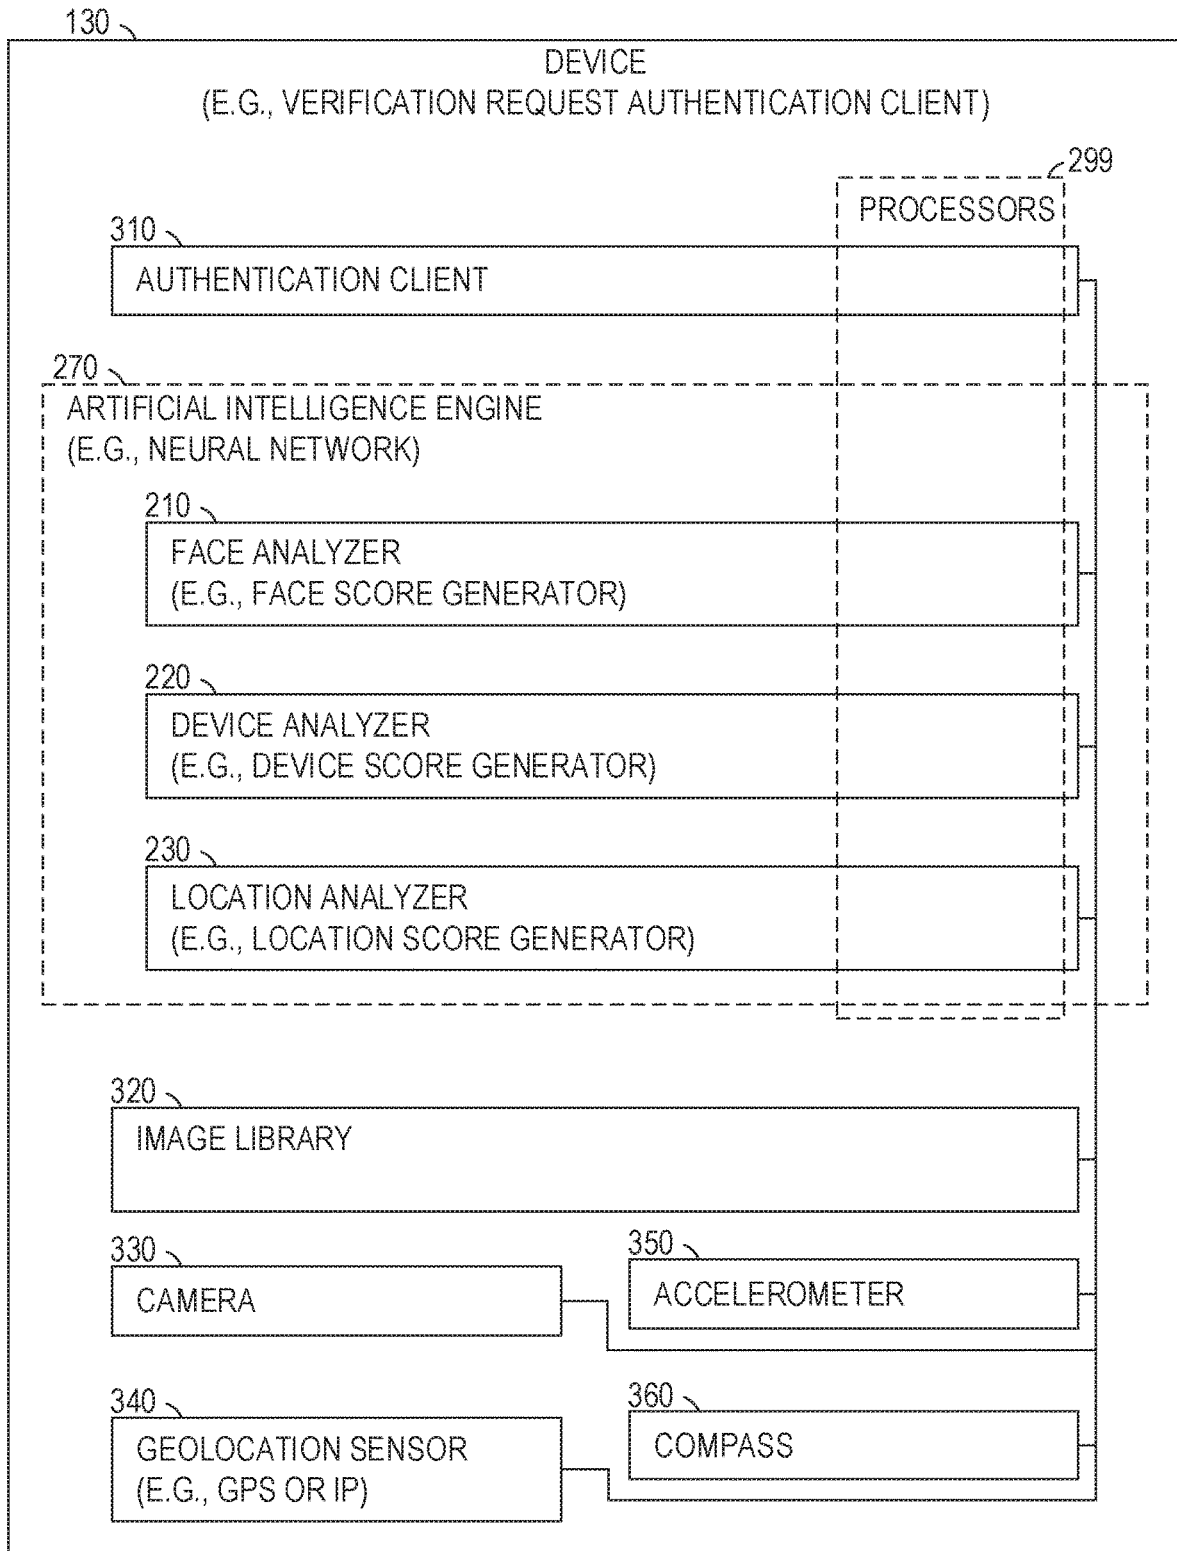 130
DEVICE
(E.G., VERIFICATION REQUEST AUTHENTICATION CLIENT)
299
PROCESSORS
310
AUTHENTICATION CLIENT
270
ARTIFICIAL INTELLIGENCE ENGINE
(E.G., NEURAL NETWORK)
210
FACE ANALYZER
(E.G., FACE SCORE GENERATOR)
220
DEVICE ANALYZER
(E.G., DEVICE SCORE GENERATOR)
230
LOCATION ANALYZER
(E.G., LOCATION SCORE GENERATOR)
320
IMAGE LIBRARY
330
CAMERA
350
ACCELEROMETER
340
GEOLOCATION SENSOR
(E.G., GPS OR IP)
360
COMPASS